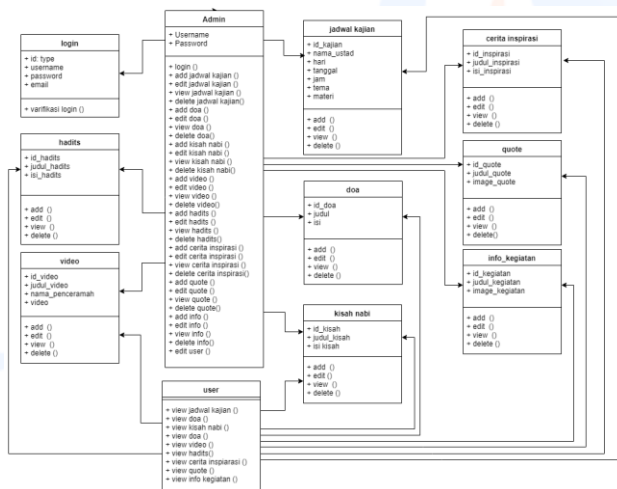 Admin
+ Username
+ Password
+ login ()
+ add jadwal kajian ()
+ edit jadwal kajian ()
+ view jadwal kajian ()
+ delete jadwal kajian()
+ add doa ()
+ edit doa ()
+ view doa ()
+ delete doa()
+ add kisah nabi ()
+ edit kisah nabi ()
+ view kisah nabi ()
+ delete kisah nabi()
+ add video ()
+ edit video ()
+ view video ()
+ delete video()
+ add hadits ()
+ edit hadits ()
+ view hadits ()
+ delete hadits()
+ add cerita inspirasi ()
+ edit cerita inspirasi ()
+ view cerita inspirasi ()
+ delete cerita inspirasi()
+ add quote ()
+ edit quote ()
+ view quote ()
+ delete quote()
+ add info ()
+ edit info ()
+ view info ()
+ delete info()
+ edit user ()
login
+ id: type
+ username
+ password
+ email
+ varifikasi login ()
hadits
+ id_hadits
+ judul_hadits
+ isi_hadits
+ add ()
+ edit ()
+ view ()
+ delete ()
video
+ id_video
+ judul_video
+ nama_penceramah
+ video
+ add ()
+ edit ()
+ view ()
+ delete ()
jadwal kajian
+ id_kajian
+ nama_ustad
+ hari
+ tanggal
+ jam
+ tema
+ materi
+ add ()
+ edit ()
+ view ()
+ delete ()
doa
+ id_doa
+ judul
+ isi
+ add ()
+ edit ()
+ view ()
+ delete ()
kisah nabi
+ id_kisah
+ judul_kisah
+ isi kisah
+ add ()
+ edit ()
+ view ()
+ delete ()
cerita inspirasi
+ id_inspirasi
+ judul_inspirasi
+ isi_inspirasi
+ add ()
+ edit ()
+ view ()
+ delete ()
quote
+ id_quote
+ judul_quote
+ image_quote
+ add ()
+ edit ()
+ view ()
+ delete()
info_kegiatan
+ id_kegiatan
+ judul_kegiatan
+ image_kegiatan
+ add ()
+ edit ()
+ view ()
+ delete ()
user
+ view jadwal kajian ()
+ view doa ()
+ view kisah nabi ()
+ view doa ()
+ view video ()
+ view hadits()
+ view cerita inspiarasi ()
+ view quote ()
+ view info kegiatan ()